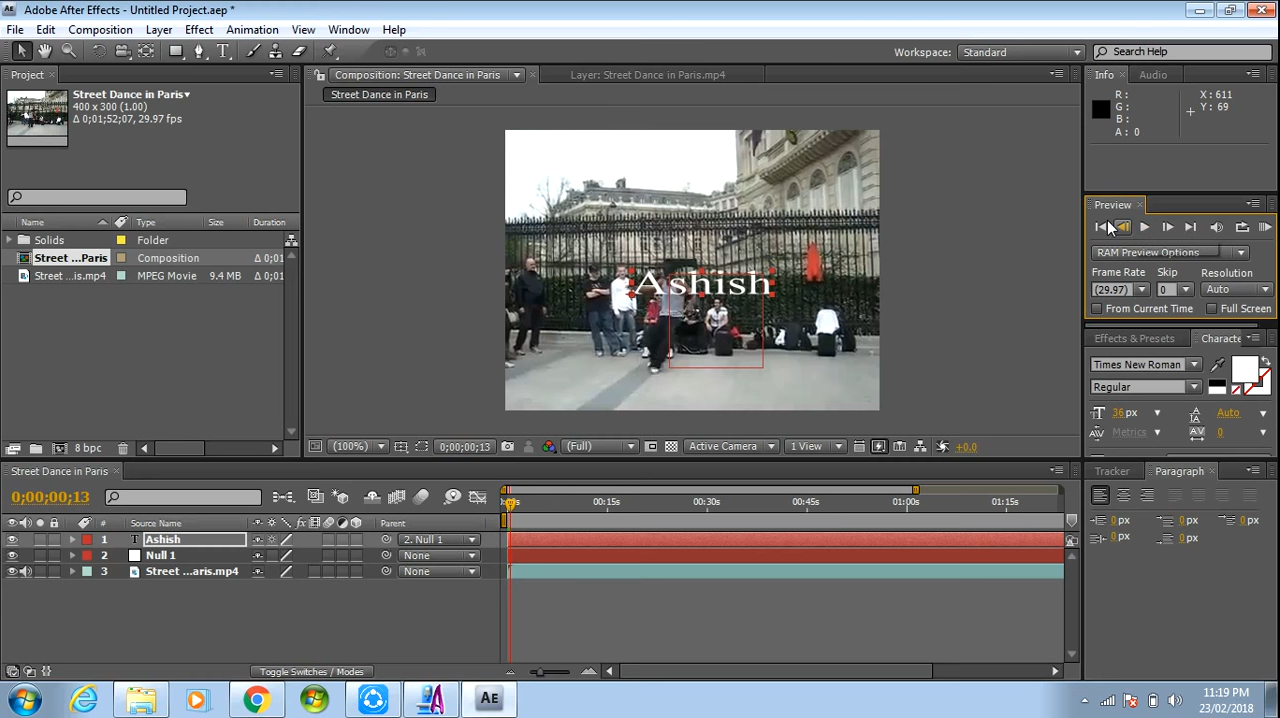 Adobe After Effects - Untitled Project.aep *
File Edit Composition Layer Effect Animation View Window Help
Workspace: Standard Search Help
Project
Street Dance in Paris▾
400 x 300 (1.00)
Δ 0;01;52;07, 29.97 fps
Name Type Size Duration
Solids Folder
Street ...Paris Composition Δ 0;01
Street ...is.mp4 MPEG Movie 9.4 MB Δ 0;01
8 bpc
Composition: Street Dance in Paris
Layer: Street Dance in Paris.mp4
Street Dance in Paris
Ashish
(100%) 0;00;00;13 (Full) Active Camera 1 View +0.0
Info Audio
R : X : 611
G : Y : 69
B :
A : 0
Preview
RAM Preview Options
Frame Rate Skip Resolution
(29.97) 0 Auto
From Current Time Full Screen
Effects & Presets Characte
Times New Roman
Regular
36 px Auto
Metrics 0
Tracker Paragraph
0 px 0 px 0 px
0 px 0 px
Street Dance in Paris
0;00;00;13
# Source Name Parent
00:15s 00:30s 00:45s 01:00s 01:15s
1 T Ashish 2. Null 1
2 Null 1 None
3 Street ...aris.mp4 None
Toggle Switches / Modes
AE
11:19 PM
23/02/2018